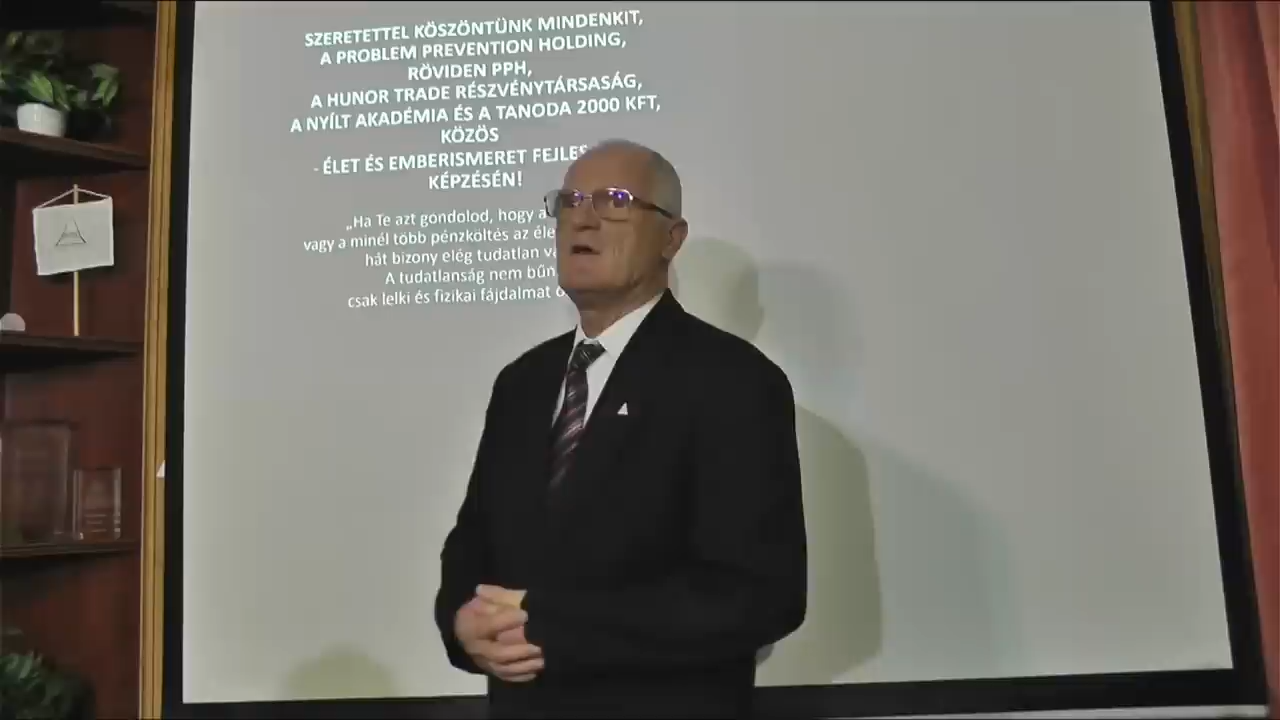 SZERETETTEL KÖSZÖNTÜNK MINDENKIT,
A PROBLEM PREVENTION HOLDING,
RÖVIDEN PPH,
A HUNOR TRADE RÉSZVÉNYTÁRSASÁG,
A NYÍLT AKADÉMIA ÉS A TANODA 2000 KFT,
KÖZÖS
- ÉLET ÉS EMBERISMERET
KÉPZÉSÉN!
„Ha Te azt gondolod, hogy a
vagy a minél több pénzköltés az
hát bizony elég tudatlan
A tudatlanság nem bűn
csak lelki és fizikai fájdalmat